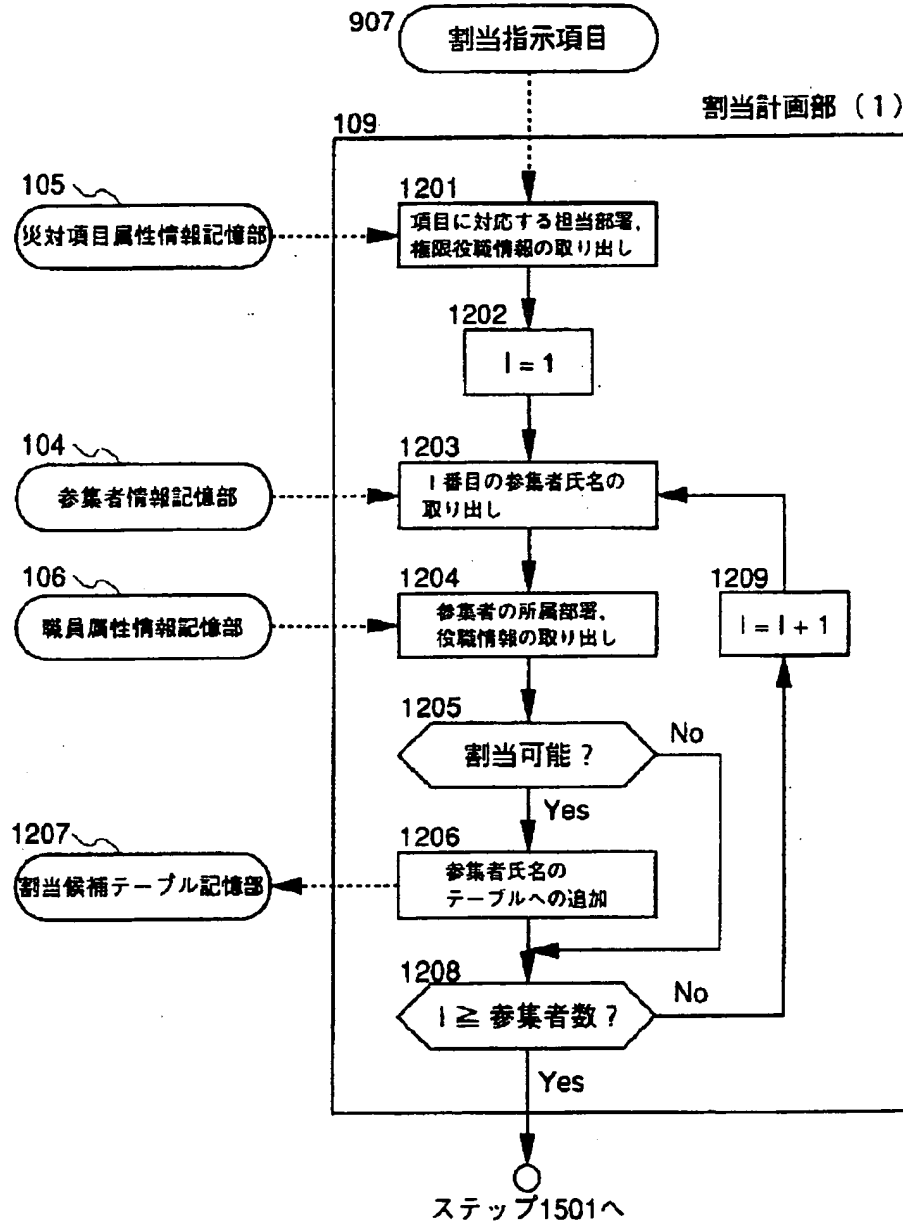 907
割当指示項目
割当計画部（1）
109
105
災対項目属性情報記憶部
1201
項目に対応する担当部署，
権限役職情報の取り出し
1202
I = 1
104
参集者情報記憶部
1203
I 番目の参集者氏名の
取り出し
106
職員属性情報記憶部
1204
参集者の所属部署，
役職情報の取り出し
1209
I = I + 1
1205
割当可能？
No
Yes
1207
割当候補テーブル記憶部
1206
参集者氏名の
テーブルへの追加
1208
I ≧ 参集者数？
No
Yes
ステップ1501へ